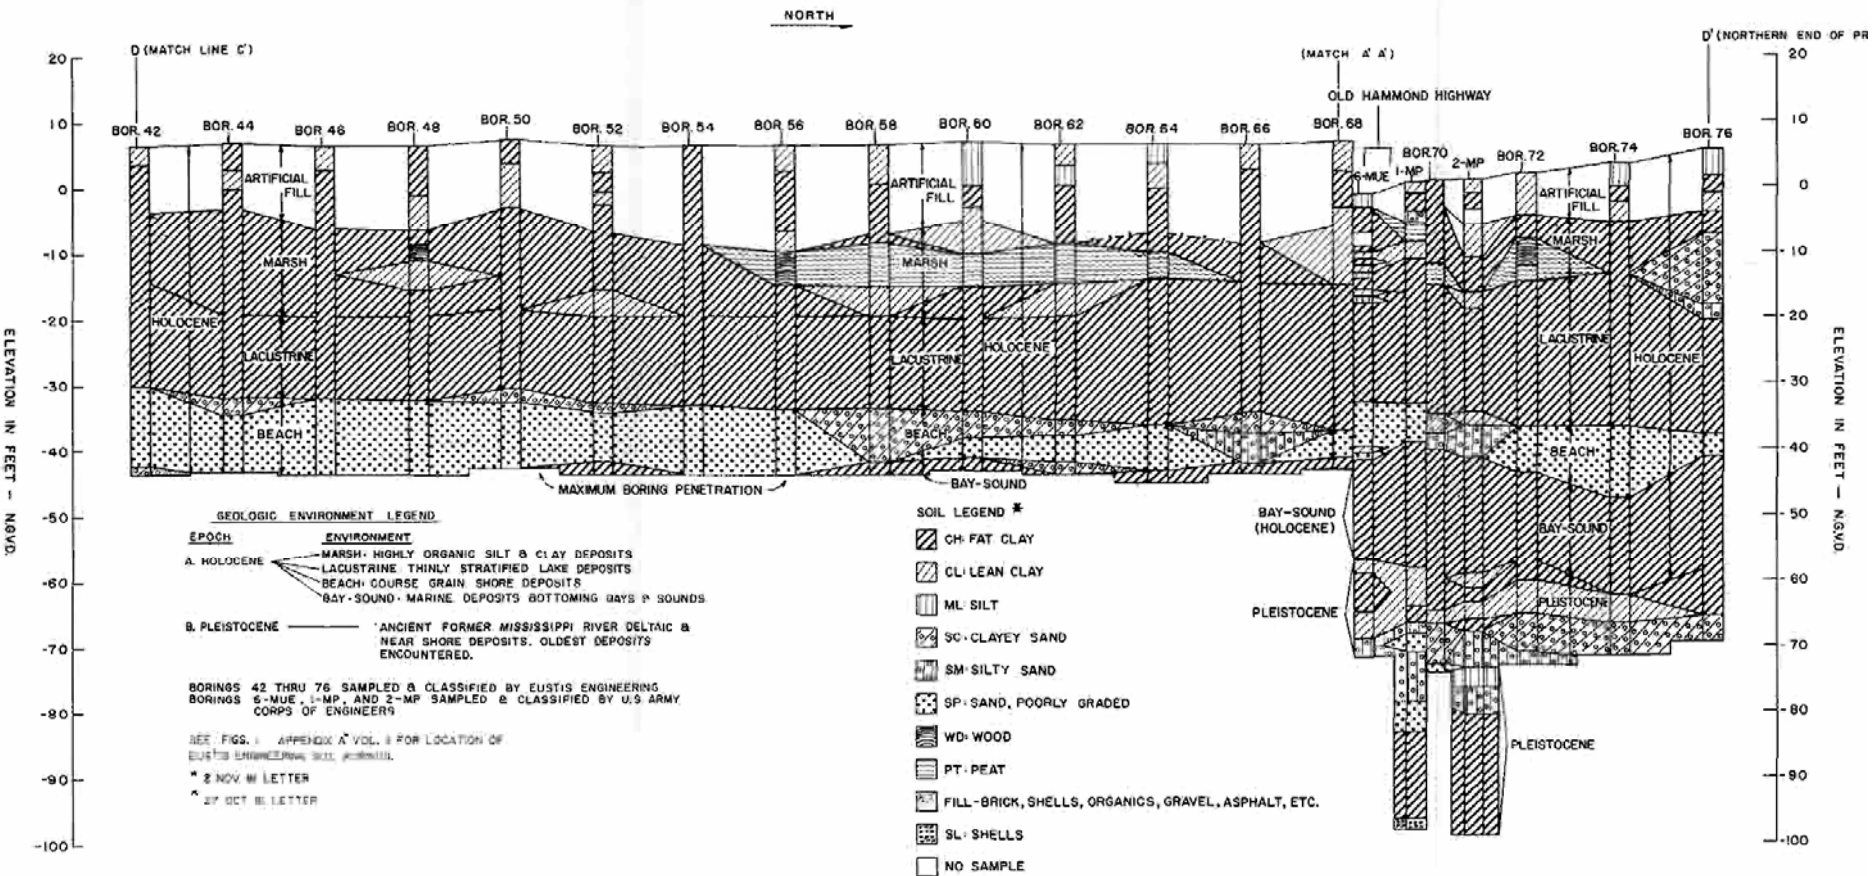 NORTH
D (MATCH LINE C')
(MATCH A' A')
D' (NORTHERN END OF PR
OLD HAMMOND HIGHWAY
20
10
0
-10
-20
-30
-40
-50
-60
-70
-80
-90
-100
ELEVATION IN FEET — N.G.V.D.
BOR. 42
BOR. 44
BOR. 46
BOR. 48
BOR. 50
BOR. 52
BOR. 54
BOR. 56
BOR. 58
BOR. 60
BOR. 62
BOR. 64
BOR. 66
BOR. 68
6-MUE
1-MP
BOR. 70
2-MP
BOR. 72
BOR. 74
BOR. 76
ARTIFICIAL
FILL
ARTIFICIAL
FILL
ARTIFICIAL
FILL
MARSH
MARSH
MARSH
HOLOCENE
LACUSTRINE
LACUSTRINE
HOLOCENE
LACUSTRINE
HOLOCENE
BEACH
BEACH
BEACH
MAXIMUM BORING PENETRATION
BAY-SOUND
BAY-SOUND
(HOLOCENE)
BAY-SOUND
PLEISTOCENE
PLEISTOCENE
PLEISTOCENE
20
10
0
-10
-20
-30
-40
-50
-60
-70
-80
-90
-100
ELEVATION IN FEET — N.G.V.D.
GEOLOGIC ENVIRONMENT LEGEND
EPOCH
ENVIRONMENT
A. HOLOCENE
MARSH: HIGHLY ORGANIC SILT & CLAY DEPOSITS
LACUSTRINE: THINLY STRATIFIED LAKE DEPOSITS
BEACH: COURSE GRAIN SHORE DEPOSITS
BAY-SOUND: MARINE DEPOSITS BOTTOMING BAYS & SOUNDS
B. PLEISTOCENE
ANCIENT FORMER MISSISSIPPI RIVER DELTAIC &
NEAR SHORE DEPOSITS. OLDEST DEPOSITS
ENCOUNTERED.
BORINGS 42 THRU 76 SAMPLED & CLASSIFIED BY EUSTIS ENGINEERING
BORINGS 6-MUE, 1-MP, AND 2-MP SAMPLED & CLASSIFIED BY U.S ARMY
CORPS OF ENGINEERS
SEE FIGS. APPENDIX A VOL. FOR LOCATION OF
EUSTIS ENGINEERING SOIL
* NOV LETTER
* 27 OCT LETTER
SOIL LEGEND *
CH: FAT CLAY
CL: LEAN CLAY
ML: SILT
SC: CLAYEY SAND
SM: SILTY SAND
SP: SAND, POORLY GRADED
WD: WOOD
PT: PEAT
FILL-BRICK, SHELLS, ORGANICS, GRAVEL, ASPHALT, ETC.
SL: SHELLS
NO SAMPLE